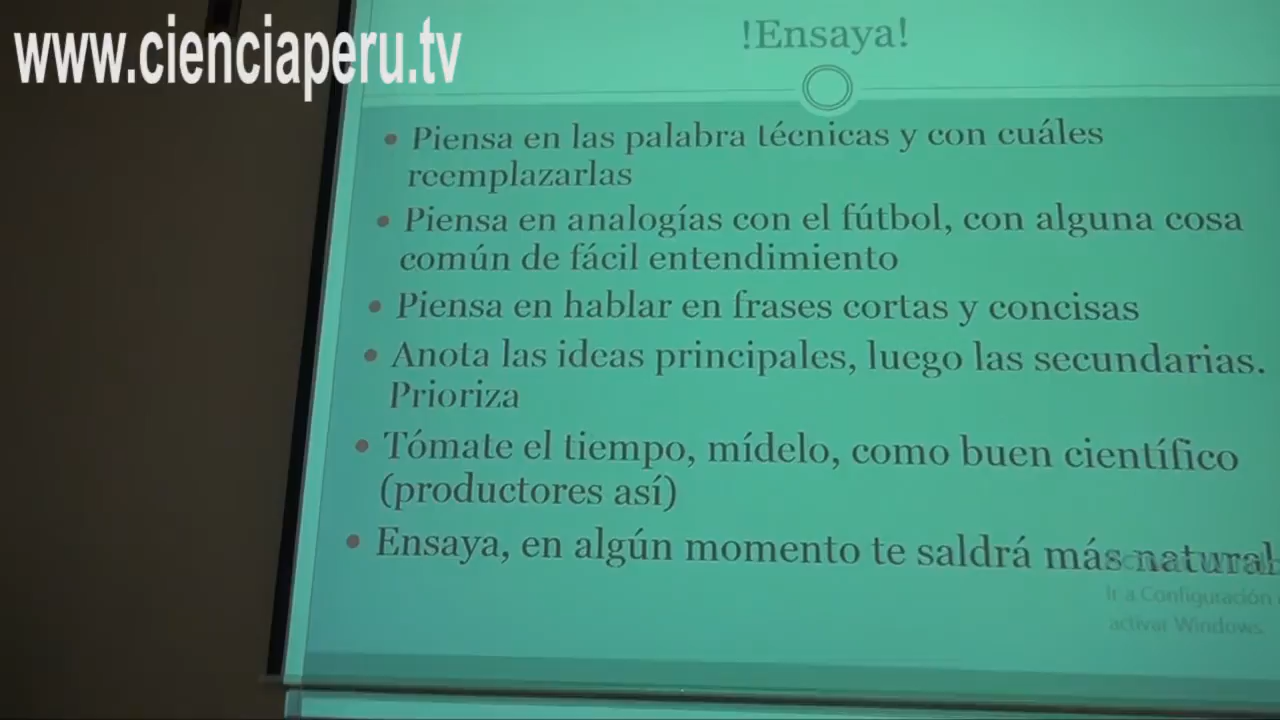 www.cienciaperu.tv
!Ensaya!
• Piensa en las palabra técnicas y con cuáles
reemplazarlas
• Piensa en analogías con el fútbol, con alguna cosa
común de fácil entendimiento
• Piensa en hablar en frases cortas y concisas
• Anota las ideas principales, luego las secundarias.
Prioriza
• Tómate el tiempo, mídelo, como buen científico
(productores así)
• Ensaya, en algún momento te saldrá más natural
Ir a Configuración
activar Windows.